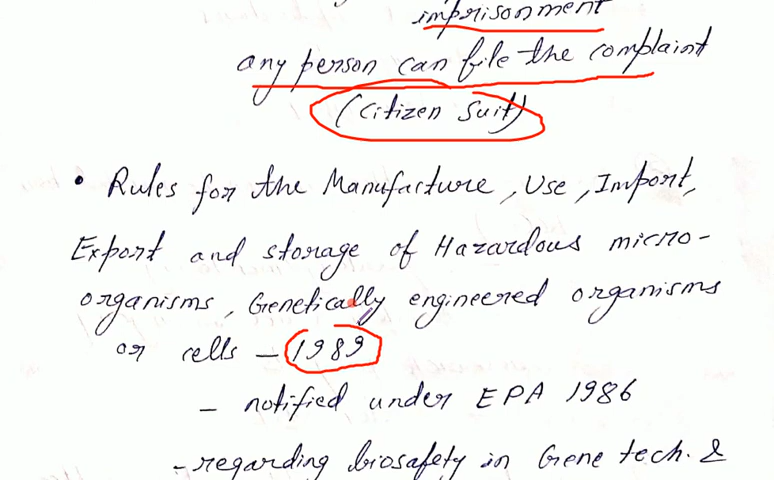 imprisonment
any person can file the complaint
(Citizen Suit)
• Rules for the Manufacture, Use, Import,
Export and storage of Hazardous micro-
organisms, Genetically engineered organisms
or cells – 1989
– notified under EPA 1986
- regarding biosafety in Gene tech. &